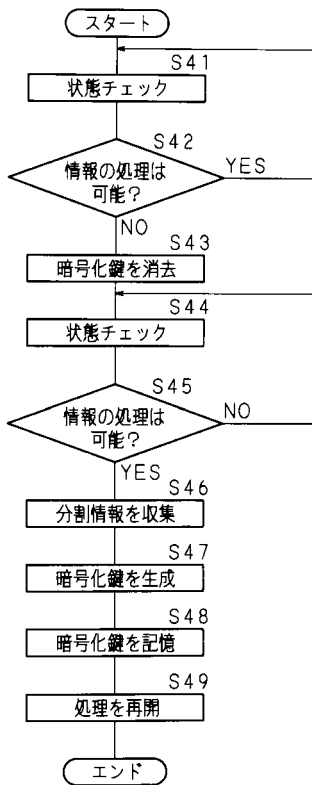 スタート
S41
状態チェック
S42
情報の処理は
可能？
YES
NO
S43
暗号化鍵を消去
S44
状態チェック
S45
情報の処理は
可能？
NO
YES
S46
分割情報を収集
S47
暗号化鍵を生成
S48
暗号化鍵を記憶
S49
処理を再開
エンド